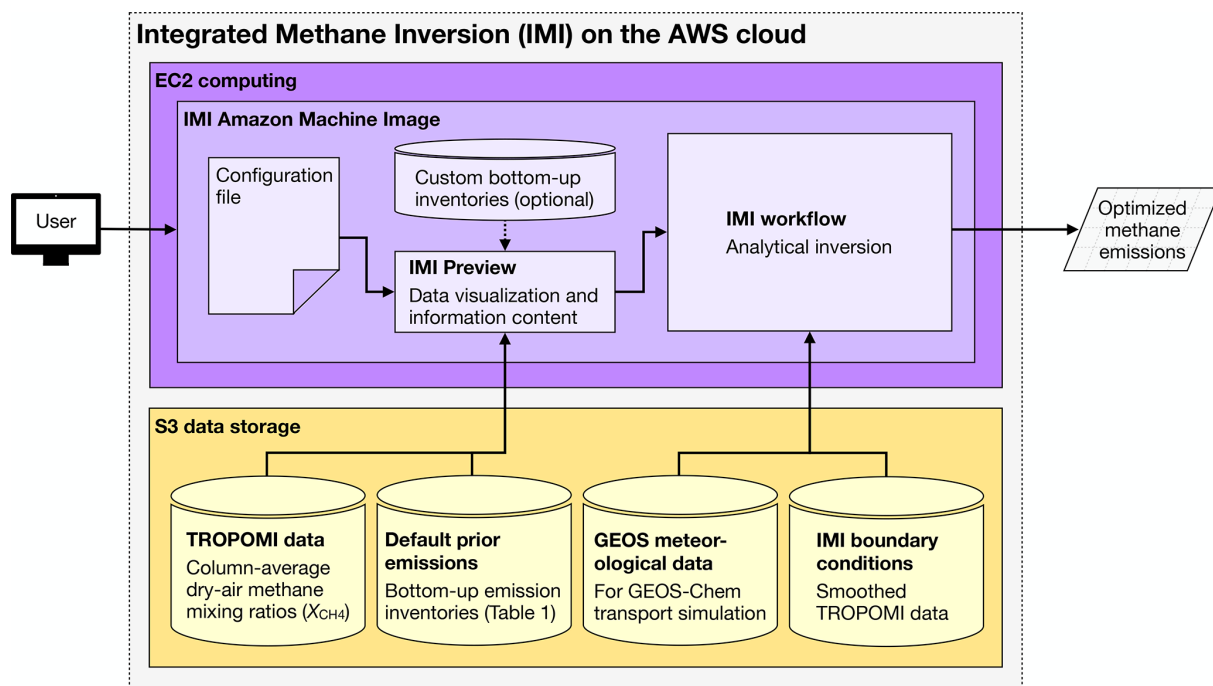 Integrated Methane Inversion (IMI) on the AWS cloud
EC2 computing
IMI Amazon Machine Image
User
Configuration
file
Custom bottom-up
inventories (optional)
IMI Preview
Data visualization and
information content
IMI workflow
Analytical inversion
Optimized
methane
emissions
S3 data storage
TROPOMI data
Column-average
dry-air methane
mixing ratios (XCH4)
Default prior
emissions
Bottom-up emission
inventories (Table 1)
GEOS meteor-
ological data
For GEOS-Chem
transport simulation
IMI boundary
conditions
Smoothed
TROPOMI data